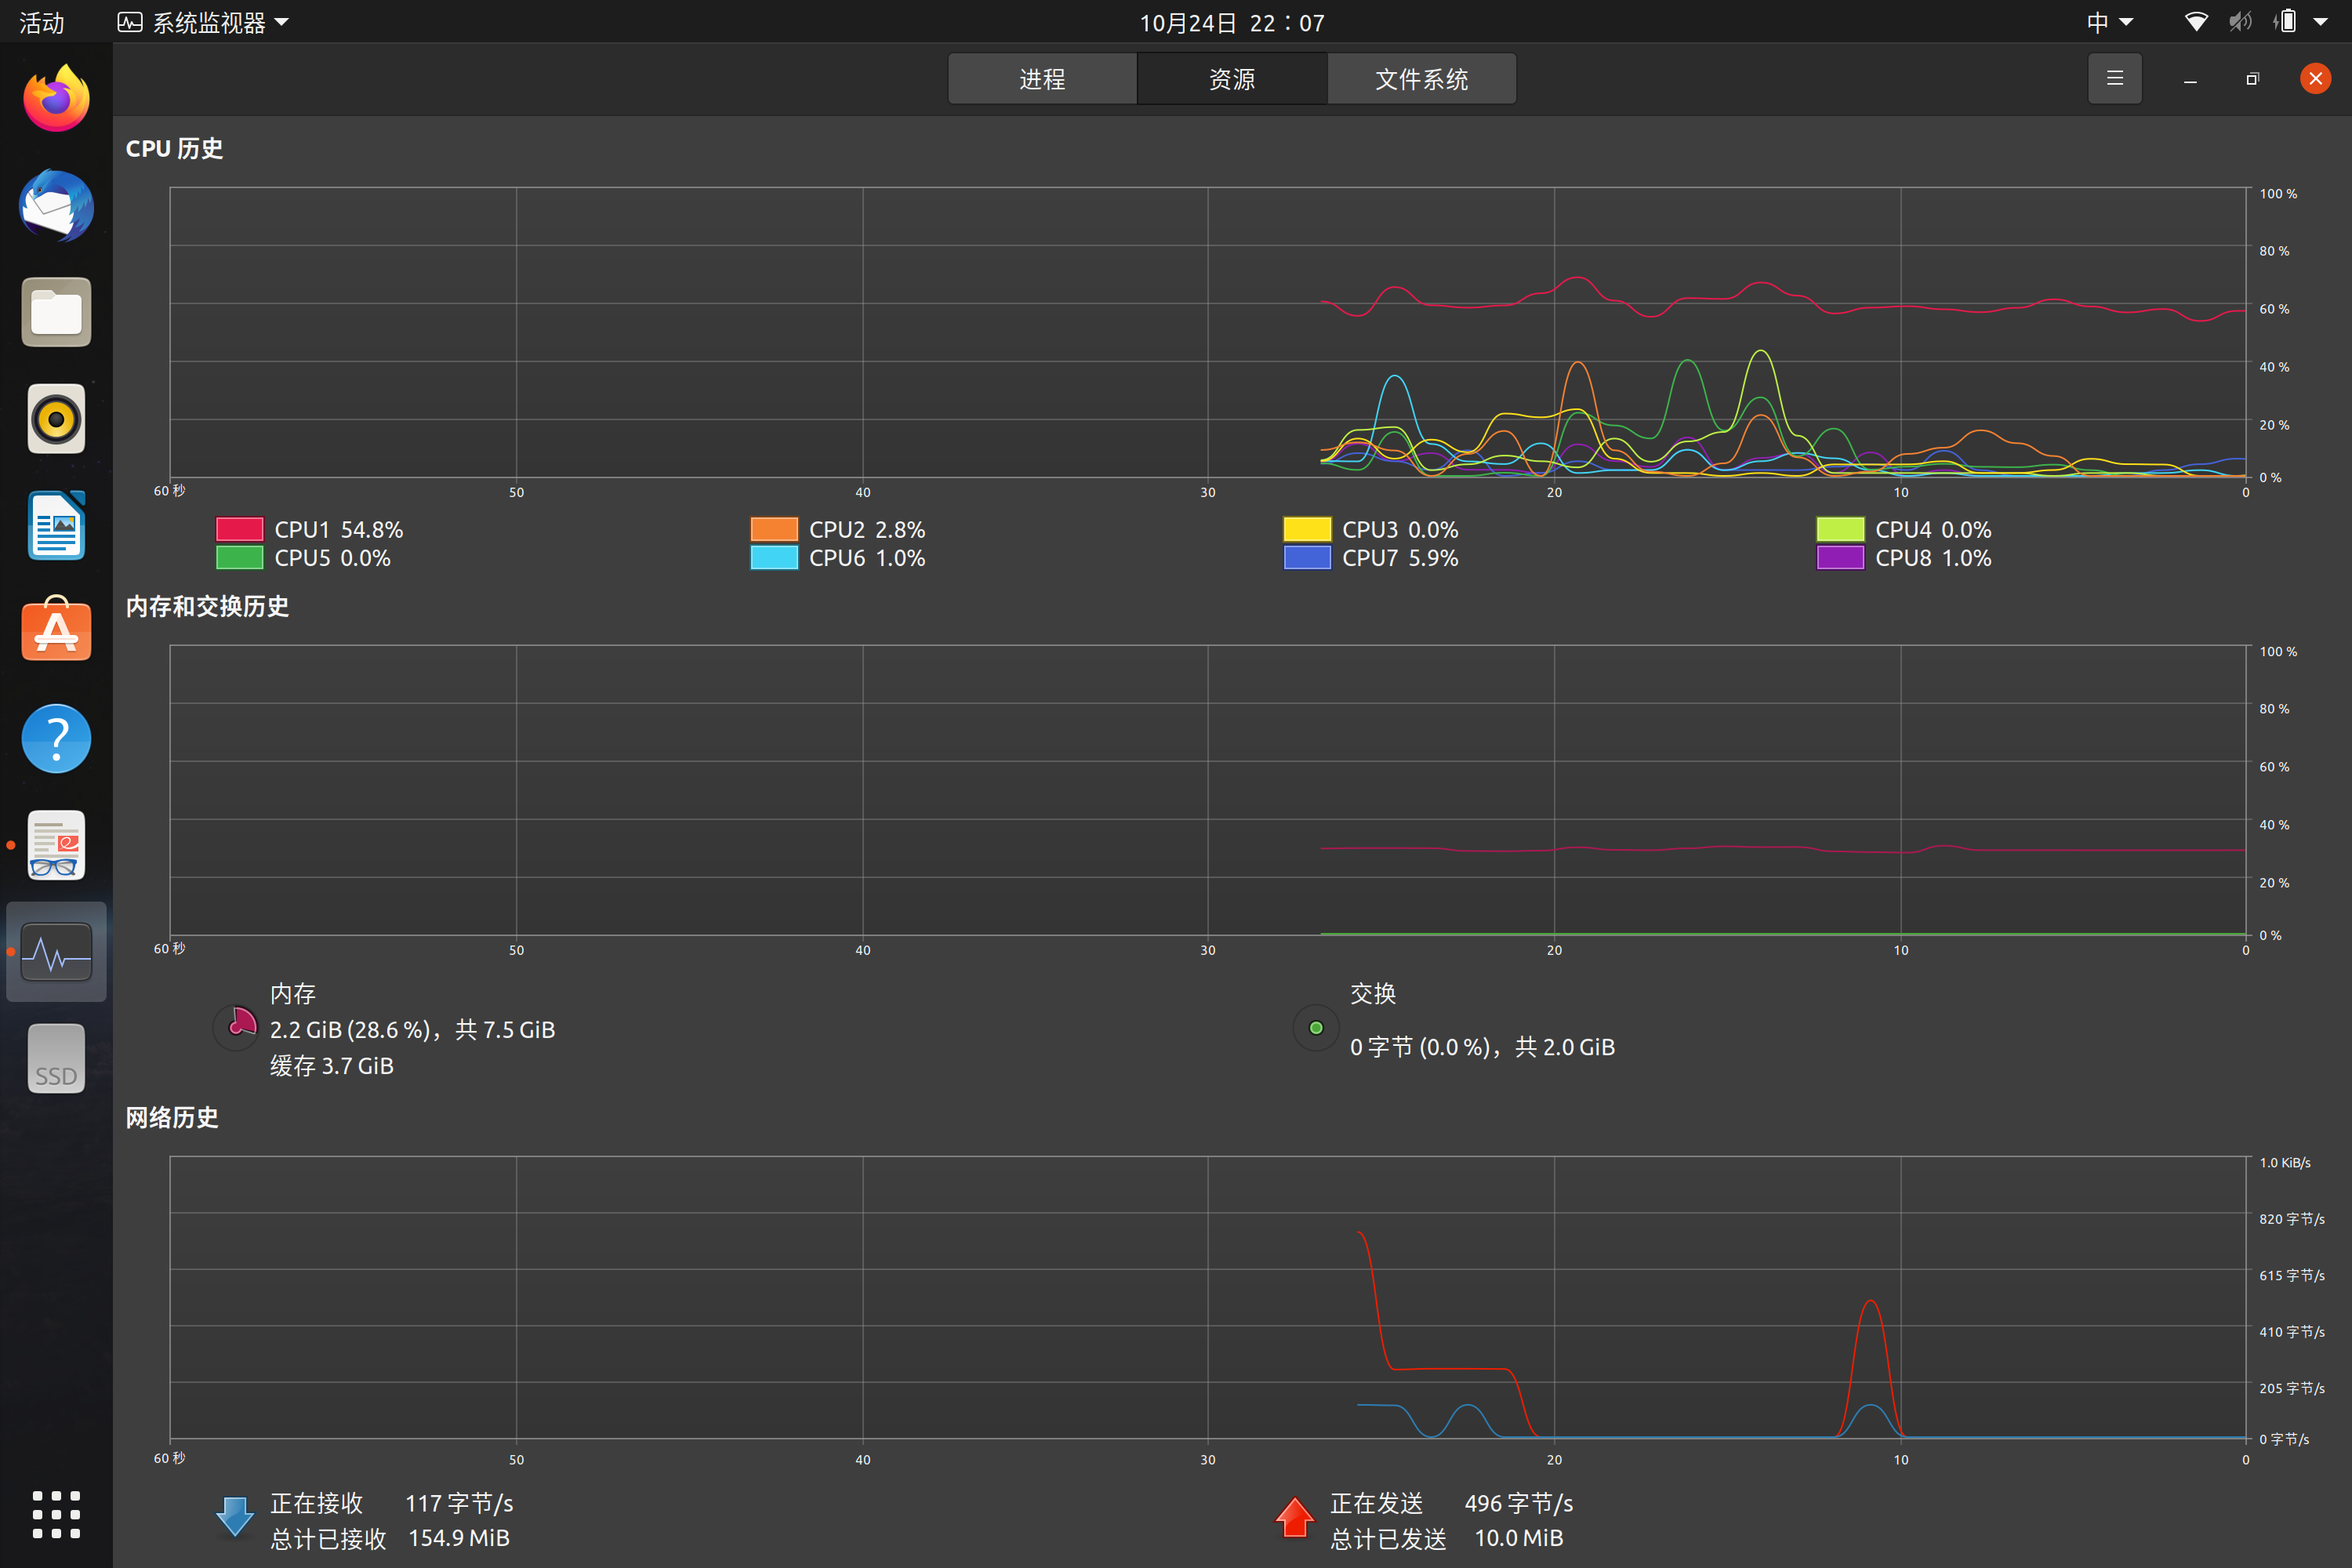 活动 系统监视器 10月24日 22:07 中
进程 资源 文件系统
CPU 历史
100 %
80 %
60 %
40 %
20 %
0 %
60 秒 50 40 30 20 10 0
CPU1 54.8% CPU2 2.8% CPU3 0.0% CPU4 0.0%
CPU5 0.0% CPU6 1.0% CPU7 5.9% CPU8 1.0%
内存和交换历史
100 %
80 %
60 %
40 %
20 %
0 %
60 秒 50 40 30 20 10 0
内存
2.2 GiB (28.6 %)，共 7.5 GiB
缓存 3.7 GiB
交换
0 字节 (0.0 %)，共 2.0 GiB
SSD
网络历史
1.0 KiB/s
820 字节/s
615 字节/s
410 字节/s
205 字节/s
0 字节/s
60 秒 50 40 30 20 10 0
正在接收 117 字节/s
总计已接收 154.9 MiB
正在发送 496 字节/s
总计已发送 10.0 MiB